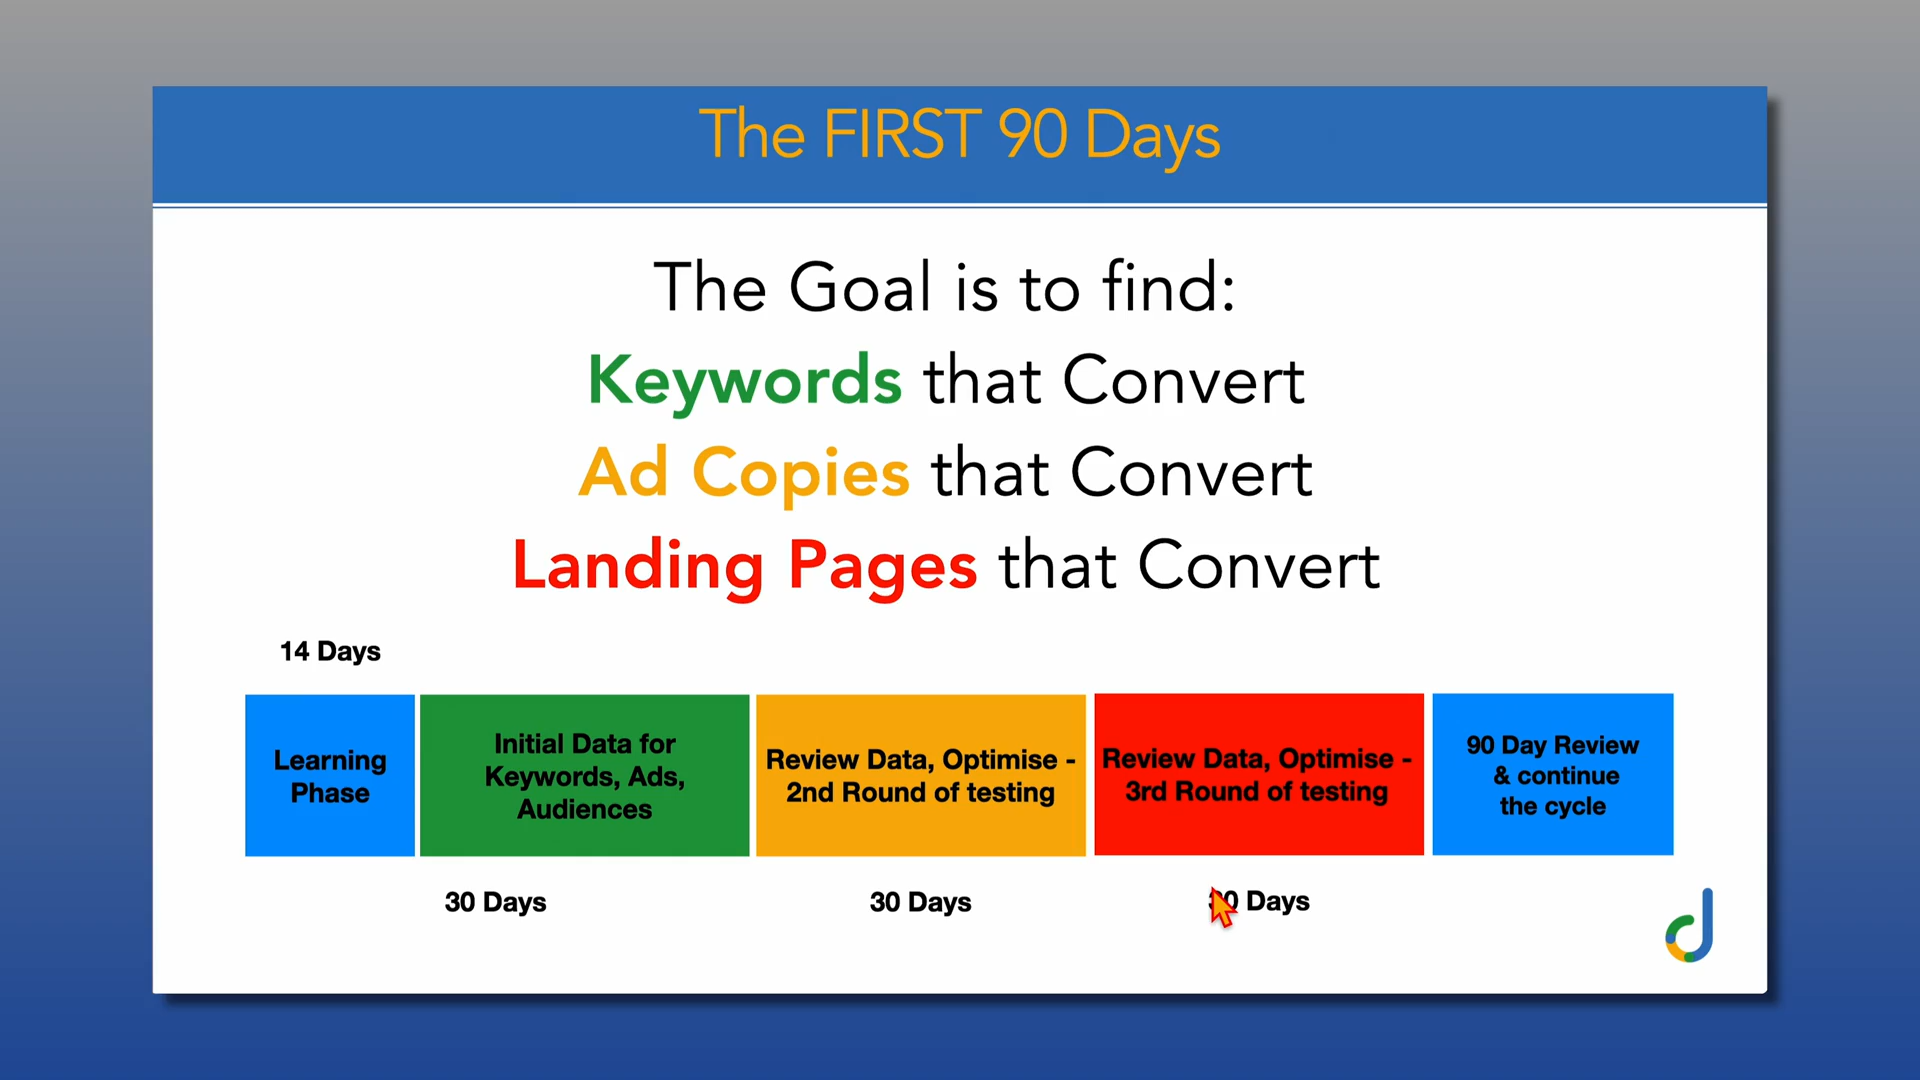 The FIRST 90 Days
The Goal is to find:
Keywords that Convert
Ad Copies that Convert
Landing Pages that Convert
14 Days
Learning
Phase
Initial Data for
Keywords, Ads,
Audiences
Review Data, Optimise -
2nd Round of testing
Review Data, Optimise -
3rd Round of testing
90 Day Review
& continue
the cycle
30 Days
30 Days
30 Days